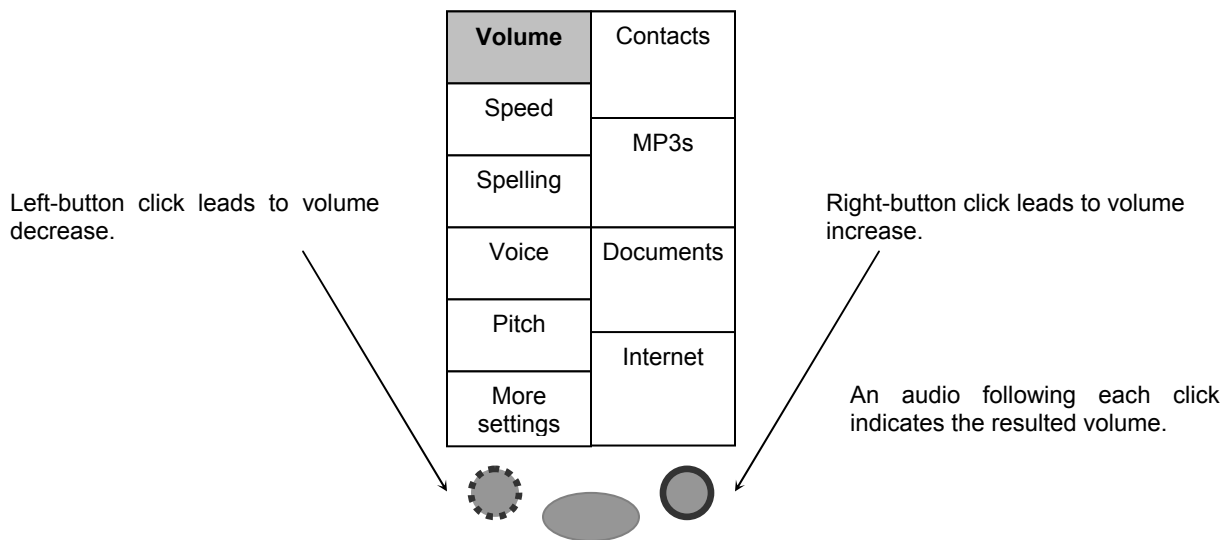 Volume
Speed
Spelling
Voice
Pitch
More
settings
Contacts
MP3s
Documents
Internet
Left-button click leads to volume
decrease.
Right-button click leads to volume
increase.
An audio following each click
indicates the resulted volume.